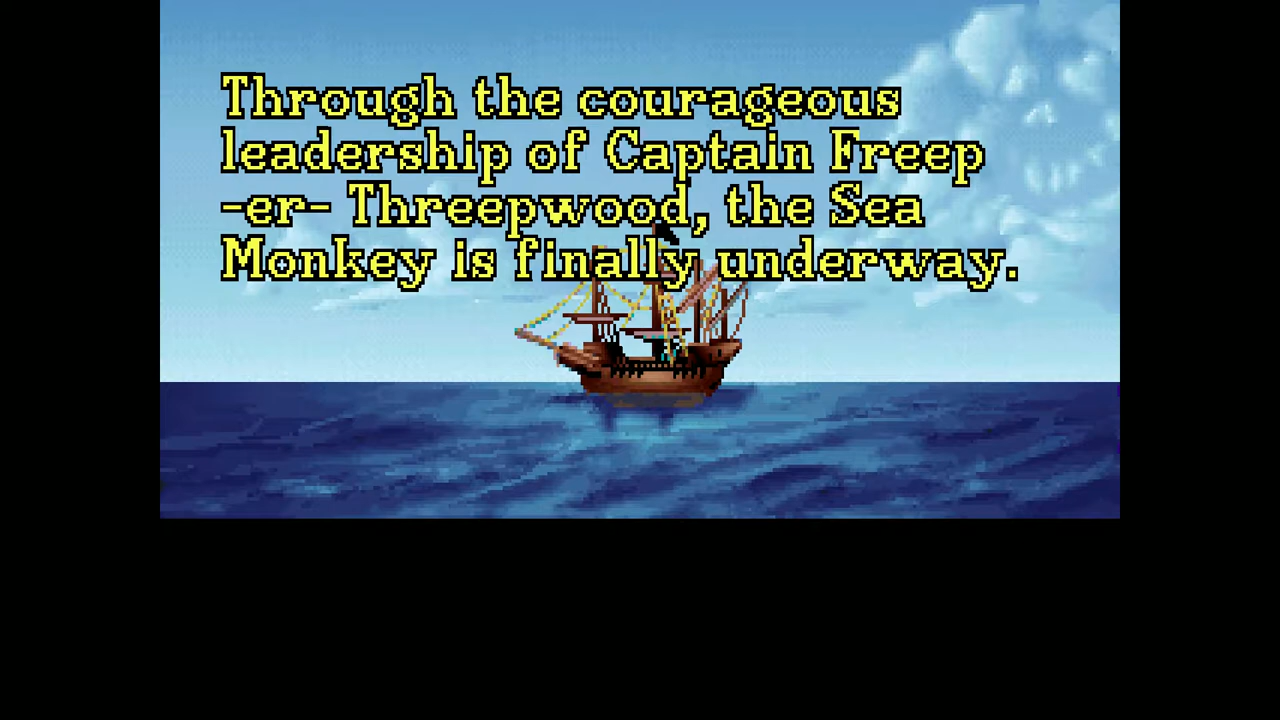 Through the courageous
leadership of Captain Freep
-er- Threepwood, the Sea
Monkey is finally underway.